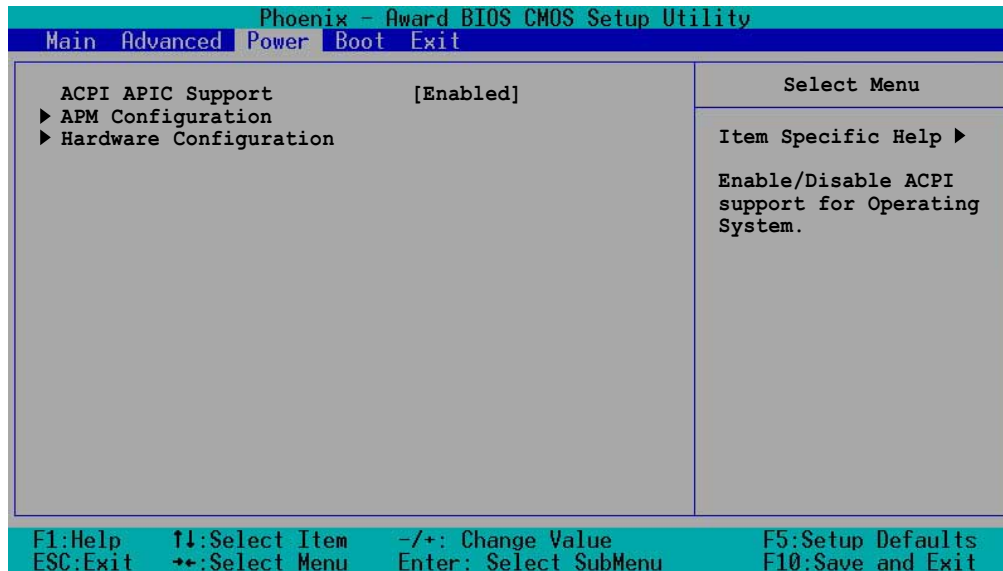 Phoenix - Award BIOS CMOS Setup Utility
Main Advanced Power Boot Exit
ACPI APIC Support [Enabled]
▶ APM Configuration
▶ Hardware Configuration
Select Menu
Item Specific Help ▶
Enable/Disable ACPI
support for Operating
System.
F1:Help ↑↓:Select Item -/+: Change Value F5:Setup Defaults
ESC:Exit →←:Select Menu Enter: Select SubMenu F10:Save and Exit